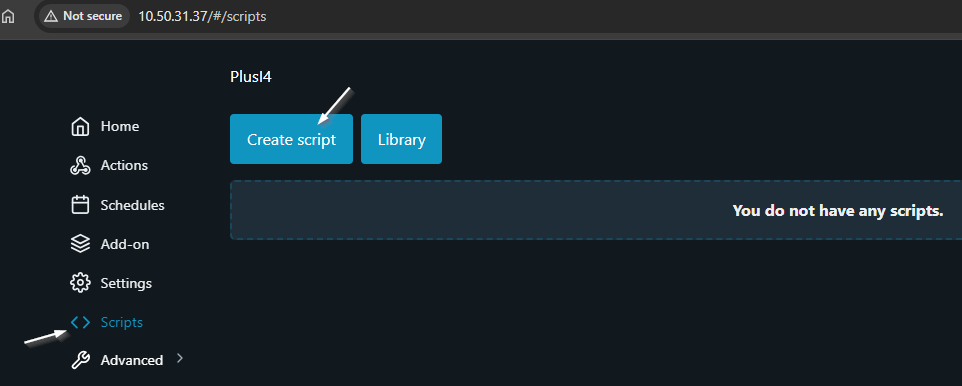 Not secure 10.50.31.37/#/scripts
PlusI4
Create script Library
You do not have any scripts.
Home
Actions
Schedules
Add-on
Settings
Scripts
Advanced